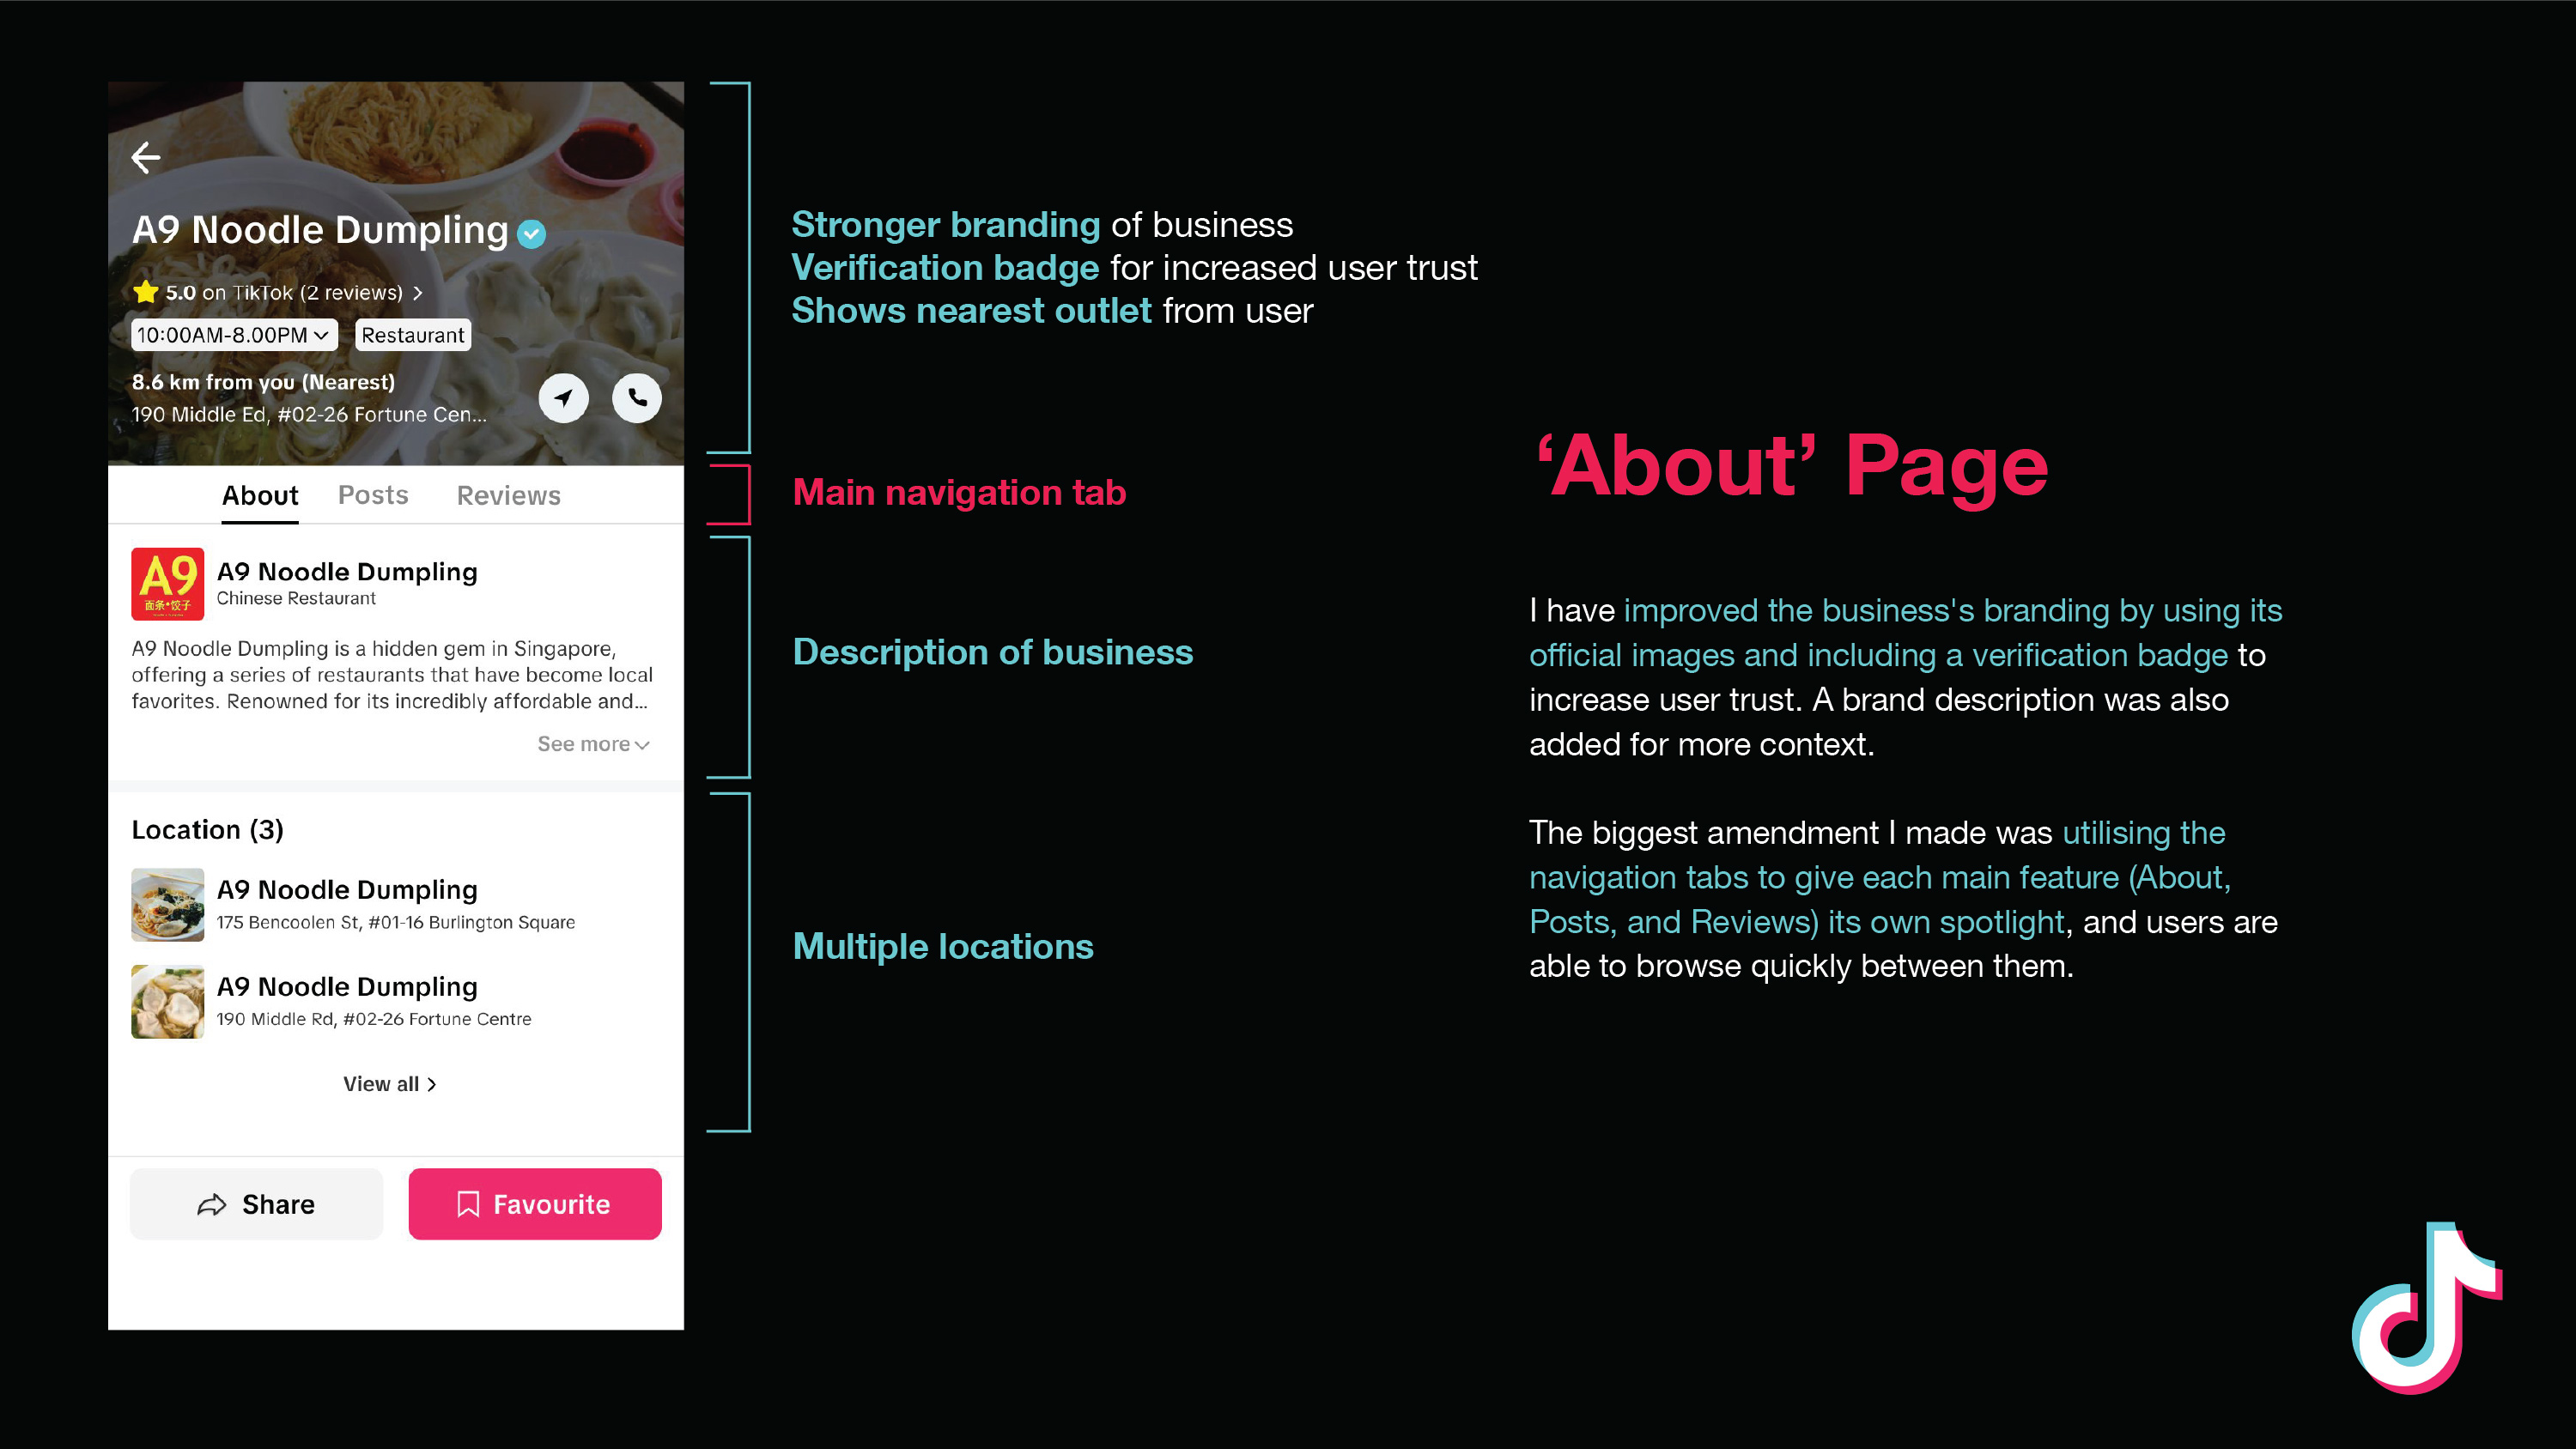 A9 Noodle Dumpling
5.0 on TikTok (2 reviews)
10:00AM-8.00PM
Restaurant
8.6 km from you (Nearest)
190 Middle Ed, #02-26 Fortune Cen...
About Posts Reviews
A9
面条•饺子
A9 Noodle Dumpling
Chinese Restaurant
A9 Noodle Dumpling is a hidden gem in Singapore,
offering a series of restaurants that have become local
favorites. Renowned for its incredibly affordable and...
See more
Location (3)
A9 Noodle Dumpling
175 Bencoolen St, #01-16 Burlington Square
A9 Noodle Dumpling
190 Middle Rd, #02-26 Fortune Centre
View all
Share
Favourite
Stronger branding of business
Verification badge for increased user trust
Shows nearest outlet from user
Main navigation tab
Description of business
Multiple locations
‘About’ Page
I have improved the business's branding by using its
official images and including a verification badge to
increase user trust. A brand description was also
added for more context.
The biggest amendment I made was utilising the
navigation tabs to give each main feature (About,
Posts, and Reviews) its own spotlight, and users are
able to browse quickly between them.